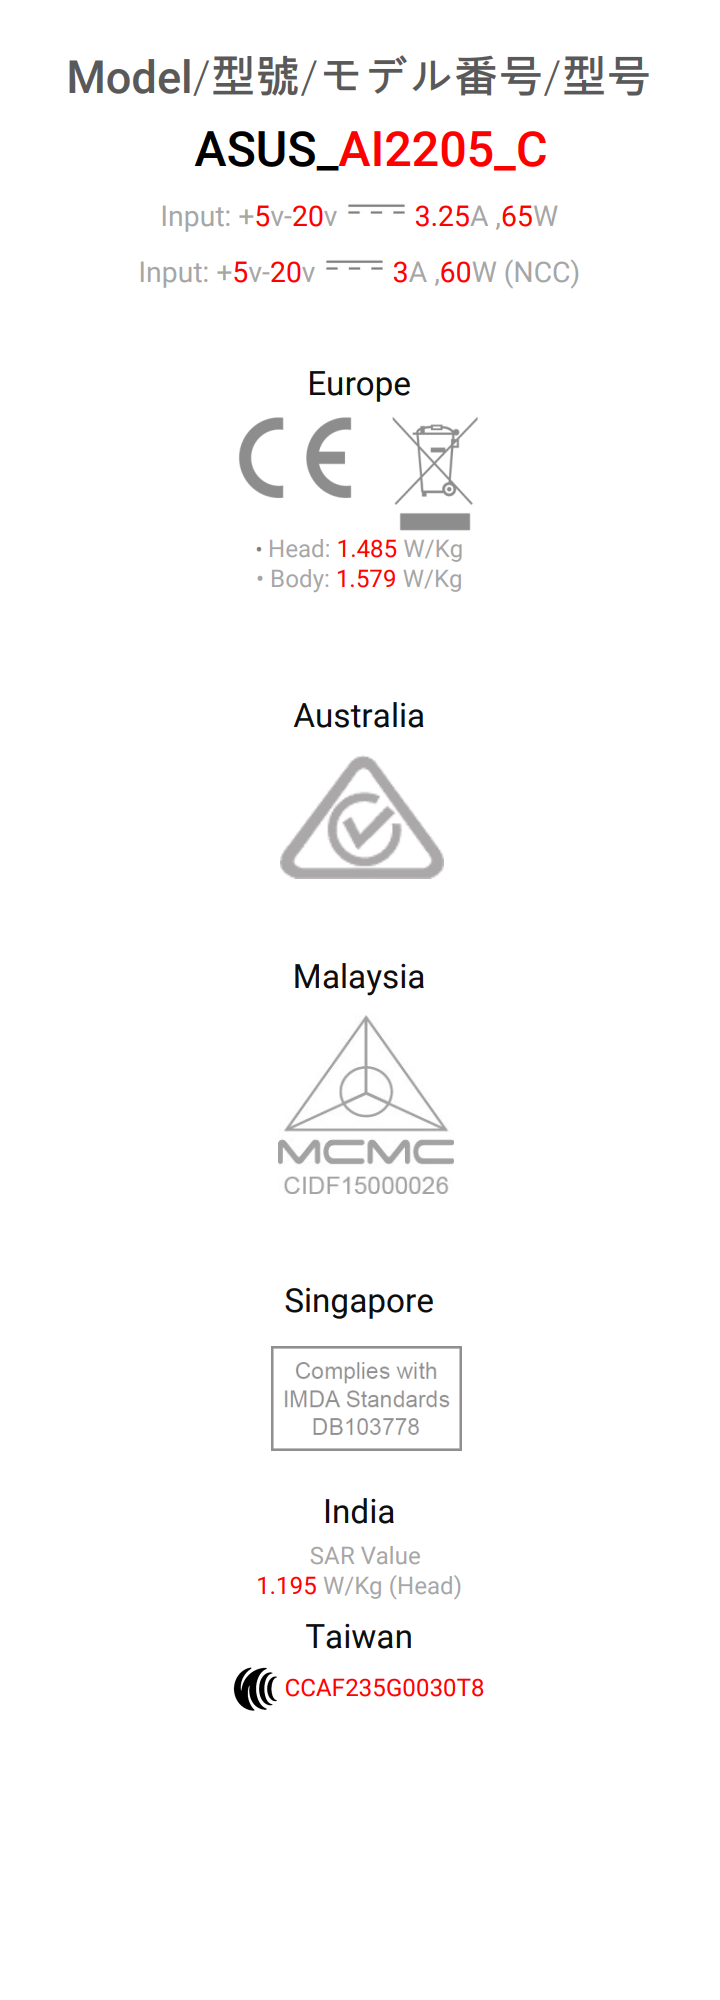 Model/型號/モデル番号/型号
ASUS_AI2205_C
Input: +5v-20v 3.25A ,65W
Input: +5v-20v 3A ,60W (NCC)
Europe
CE
• Head: 1.485 W/Kg
• Body: 1.579 W/Kg
Australia
Malaysia
MCMC
CIDF15000026
Singapore
Complies with
IMDA Standards
DB103778
India
SAR Value
1.195 W/Kg (Head)
Taiwan
CCAF235G0030T8